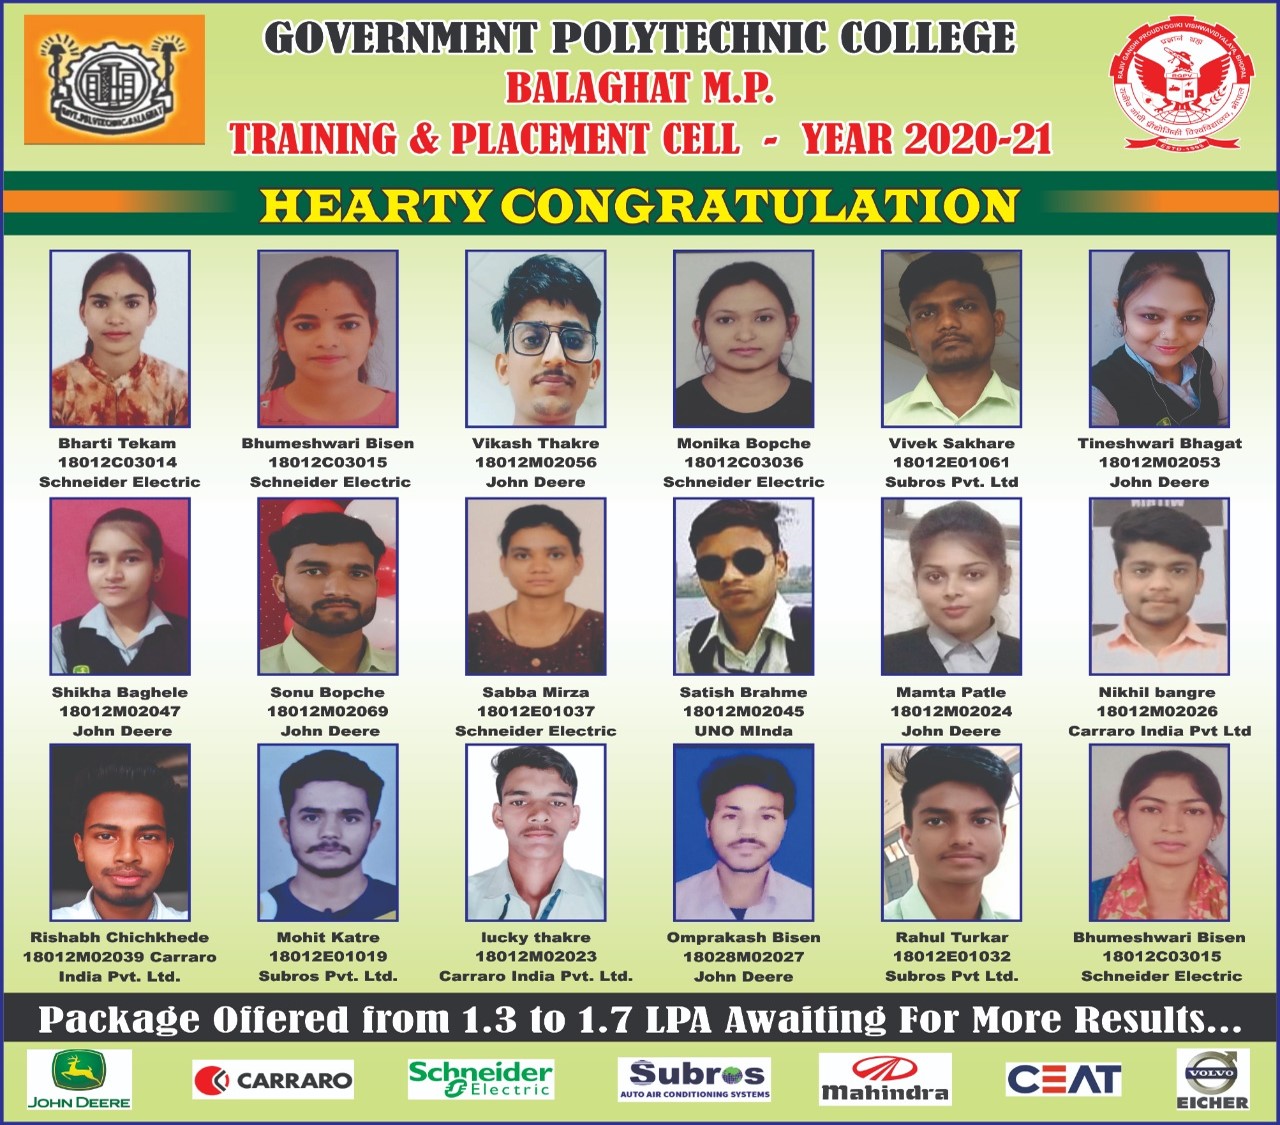 GOVERNMENT POLYTECHNIC COLLEGE
BALAGHAT M.P.
TRAINING & PLACEMENT CELL - YEAR 2020-21
GOVT. POLYTECHNIC BALAGHAT
RAJIV GANDHI PROUDYOGIKI VISHWAVIDYALAYA, BHOPAL
प्रज्ञानं ब्रह्म
RGPV
राजीव गांधी प्रौद्योगिकी विश्वविद्यालय, भोपाल
ESTD-1998
HEARTY CONGRATULATION
Bharti Tekam
18012C03014
Schneider Electric
Bhumeshwari Bisen
18012C03015
Schneider Electric
Vikash Thakre
18012M02056
John Deere
Monika Bopche
18012C03036
Schneider Electric
Vivek Sakhare
18012E01061
Subros Pvt. Ltd
Tineshwari Bhagat
18012M02053
John Deere
Shikha Baghele
18012M02047
John Deere
Sonu Bopche
18012M02069
John Deere
Sabba Mirza
18012E01037
Schneider Electric
Satish Brahme
18012M02045
UNO MInda
Mamta Patle
18012M02024
John Deere
Nikhil bangre
18012M02026
Carraro India Pvt Ltd
Rishabh Chichkhede
18012M02039 Carraro
India Pvt. Ltd.
Mohit Katre
18012E01019
Subros Pvt. Ltd.
lucky thakre
18012M02023
Carraro India Pvt. Ltd.
Omprakash Bisen
18028M02027
John Deere
Rahul Turkar
18012E01032
Subros Pvt Ltd.
Bhumeshwari Bisen
18012C03015
Schneider Electric
Package Offered from 1.3 to 1.7 LPA Awaiting For More Results...
JOHN DEERE
CARRARO
Schneider
Electric
Subros
AUTO AIR CONDITIONING SYSTEMS
Mahindra
CEAT
VOLVO
EICHER